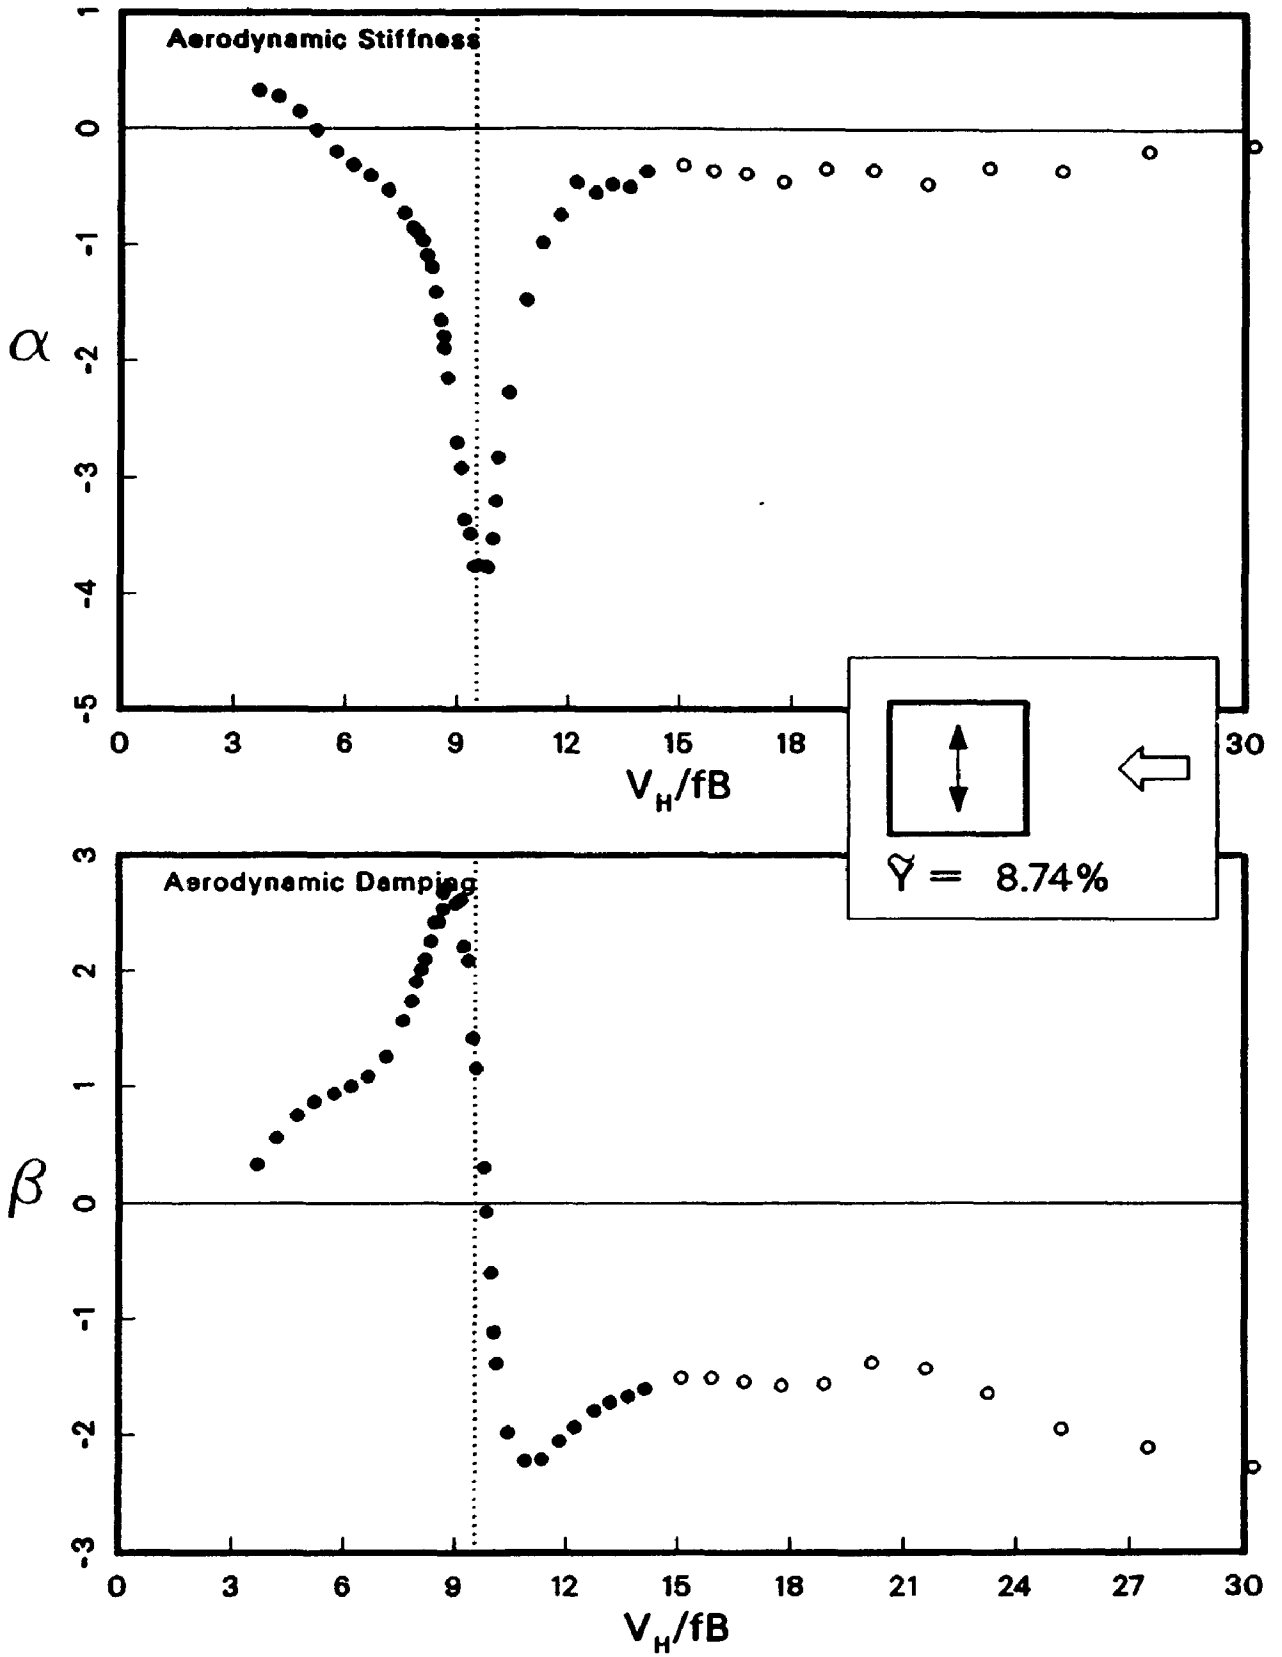 1
Aerodynamic Stiffness
0
-1
α
-2
-3
-4
-5
0 3 6 9 12 15 18 30
V_H/fB
Ỹ = 8.74%
3
Aerodynamic Damping
2
1
β
0
-1
-2
-3
0 3 6 9 12 15 18 21 24 27 30
V_H/fB